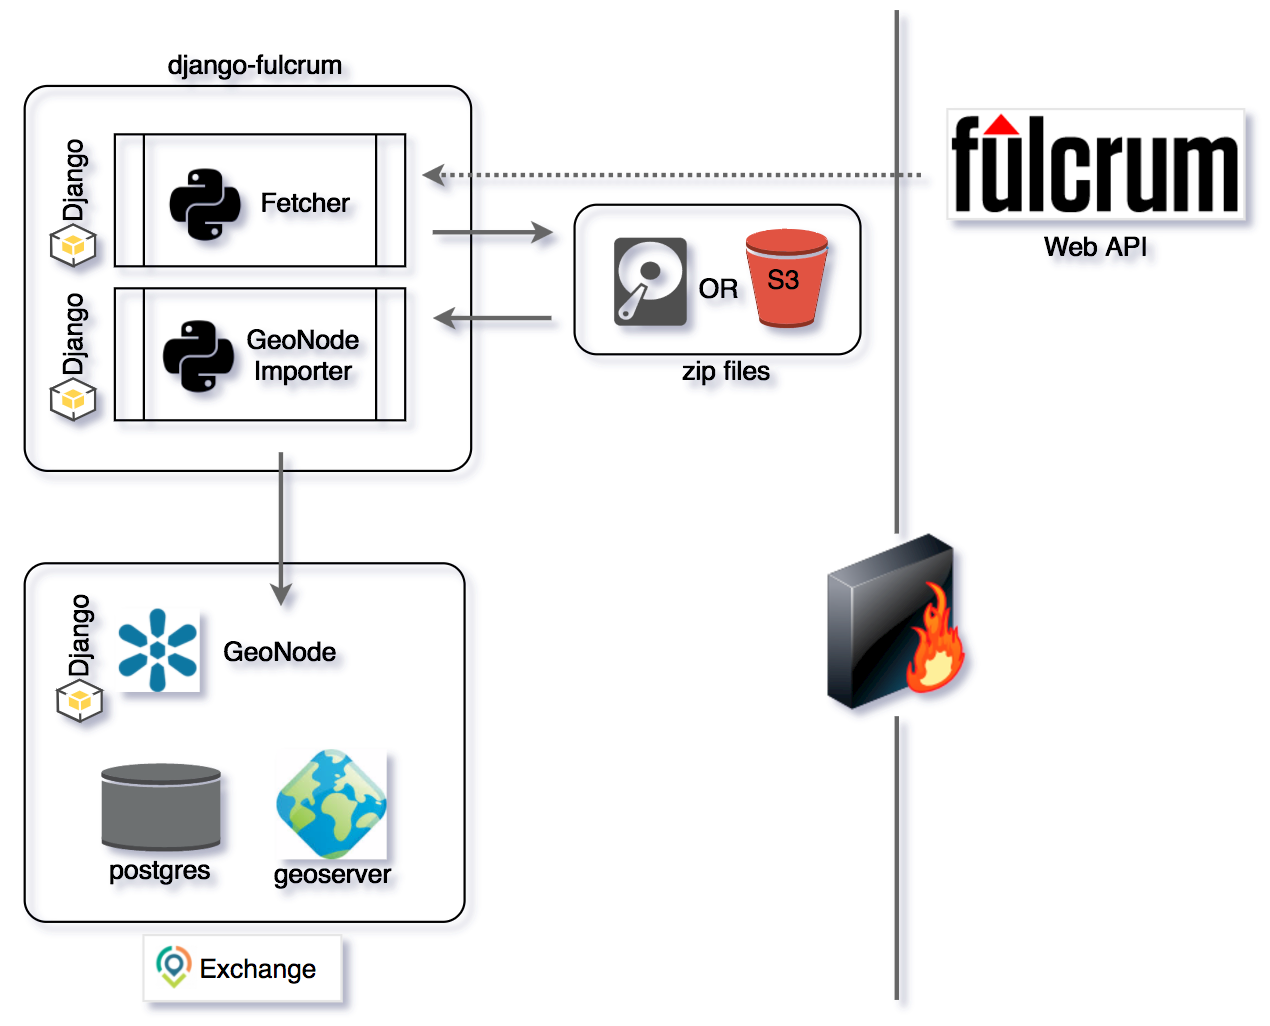 django-fulcrum
Django
Fetcher
Django
GeoNode
Importer
OR
S3
zip files
fulcrum
Web API
Django
GeoNode
postgres
geoserver
Exchange